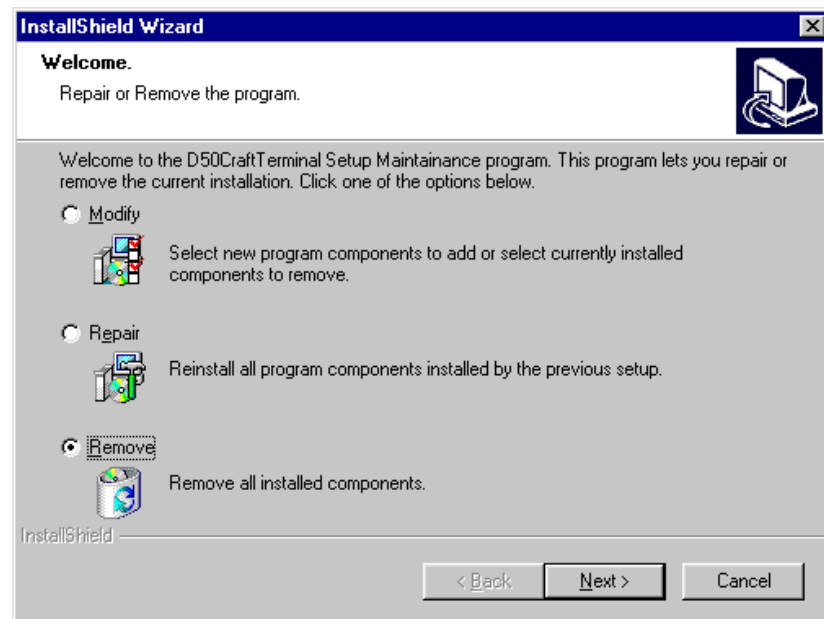 InstallShield Wizard
Welcome.
Repair or Remove the program.
Welcome to the D50CraftTerminal Setup Maintainance program. This program lets you repair or
remove the current installation. Click one of the options below.
Modify
Select new program components to add or select currently installed
components to remove.
Repair
Reinstall all program components installed by the previous setup.
Remove
Remove all installed components.
InstallShield
< Back
Next >
Cancel